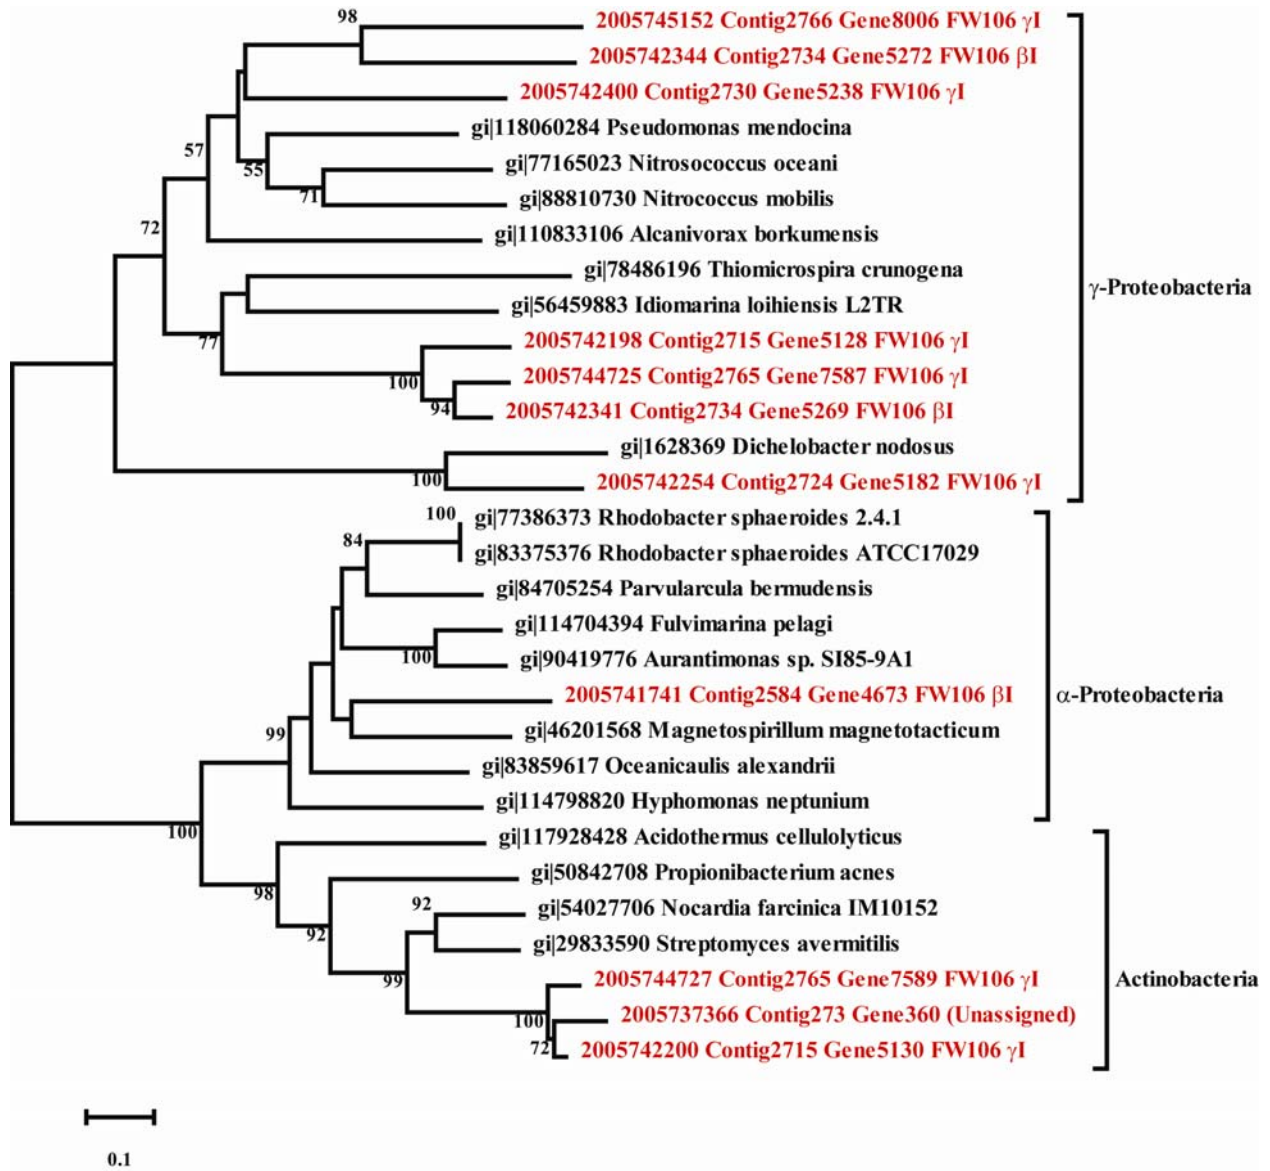 98
2005745152 Contig2766 Gene8006 FW106 γI
2005742344 Contig2734 Gene5272 FW106 βI
2005742400 Contig2730 Gene5238 FW106 γI
gi|118060284 Pseudomonas mendocina
57
55
gi|77165023 Nitrosococcus oceani
71
gi|88810730 Nitrococcus mobilis
72
gi|110833106 Alcanivorax borkumensis
gi|78486196 Thiomicrospira crunogena
γ-Proteobacteria
gi|56459883 Idiomarina loihiensis L2TR
77
2005742198 Contig2715 Gene5128 FW106 γI
100
2005744725 Contig2765 Gene7587 FW106 γI
94
2005742341 Contig2734 Gene5269 FW106 βI
gi|1628369 Dichelobacter nodosus
100
2005742254 Contig2724 Gene5182 FW106 γI
100
gi|77386373 Rhodobacter sphaeroides 2.4.1
84
gi|83375376 Rhodobacter sphaeroides ATCC17029
gi|84705254 Parvularcula bermudensis
gi|114704394 Fulvimarina pelagi
100
gi|90419776 Aurantimonas sp. SI85-9A1
2005741741 Contig2584 Gene4673 FW106 βI
α-Proteobacteria
99
gi|46201568 Magnetospirillum magnetotacticum
gi|83859617 Oceanicaulis alexandrii
gi|114798820 Hyphomonas neptunium
100
gi|117928428 Acidothermus cellulolyticus
98
gi|50842708 Propionibacterium acnes
92
92
gi|54027706 Nocardia farcinica IM10152
gi|29833590 Streptomyces avermitilis
99
2005744727 Contig2765 Gene7589 FW106 γI
Actinobacteria
100
2005737366 Contig273 Gene360 (Unassigned)
72
2005742200 Contig2715 Gene5130 FW106 γI
0.1